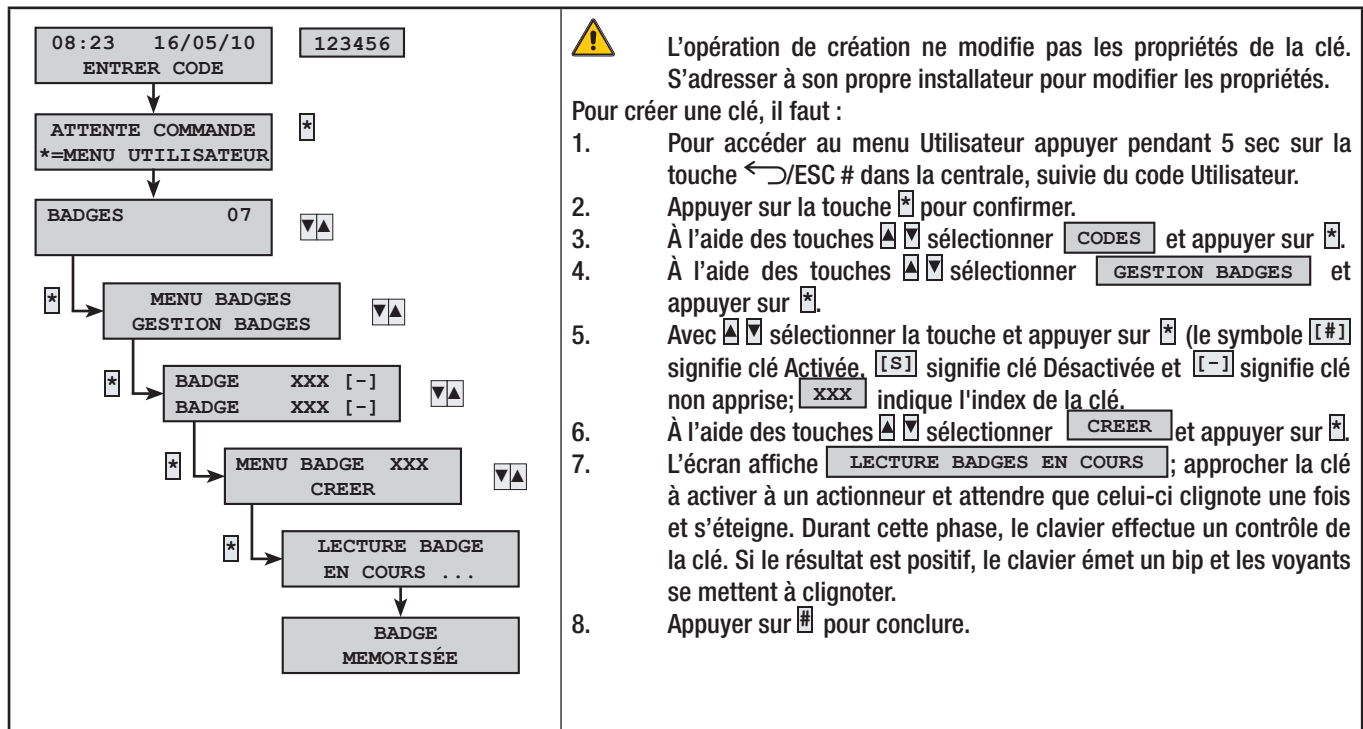 08:23 16/05/10
ENTRER CODE
123456
ATTENTE COMMANDE
*=MENU UTILISATEUR
*
BADGES 07
▼▲
*
MENU BADGES
GESTION BADGES
▼▲
*
BADGE XXX [-]
BADGE XXX [-]
▼▲
*
MENU BADGE XXX
CREER
▼▲
*
LECTURE BADGE
EN COURS ...
BADGE
MEMORISÉE
L’opération de création ne modifie pas les propriétés de la clé.
S’adresser à son propre installateur pour modifier les propriétés.
Pour créer une clé, il faut :
1. Pour accéder au menu Utilisateur appuyer pendant 5 sec sur la
touche ↩/ESC # dans la centrale, suivie du code Utilisateur.
2. Appuyer sur la touche * pour confirmer.
3. À l’aide des touches ▲ ▼ sélectionner CODES et appuyer sur *.
4. À l’aide des touches ▲ ▼ sélectionner GESTION BADGES et
appuyer sur *.
5. Avec ▲ ▼ sélectionner la touche et appuyer sur * (le symbole [#]
signifie clé Activée, [S] signifie clé Désactivée et [-] signifie clé
non apprise; XXX indique l'index de la clé.
6. À l’aide des touches ▲ ▼ sélectionner CREER et appuyer sur *.
7. L’écran affiche LECTURE BADGES EN COURS ; approcher la clé
à activer à un actionneur et attendre que celui-ci clignote une fois
et s’éteigne. Durant cette phase, le clavier effectue un contrôle de
la clé. Si le résultat est positif, le clavier émet un bip et les voyants
se mettent à clignoter.
8. Appuyer sur # pour conclure.